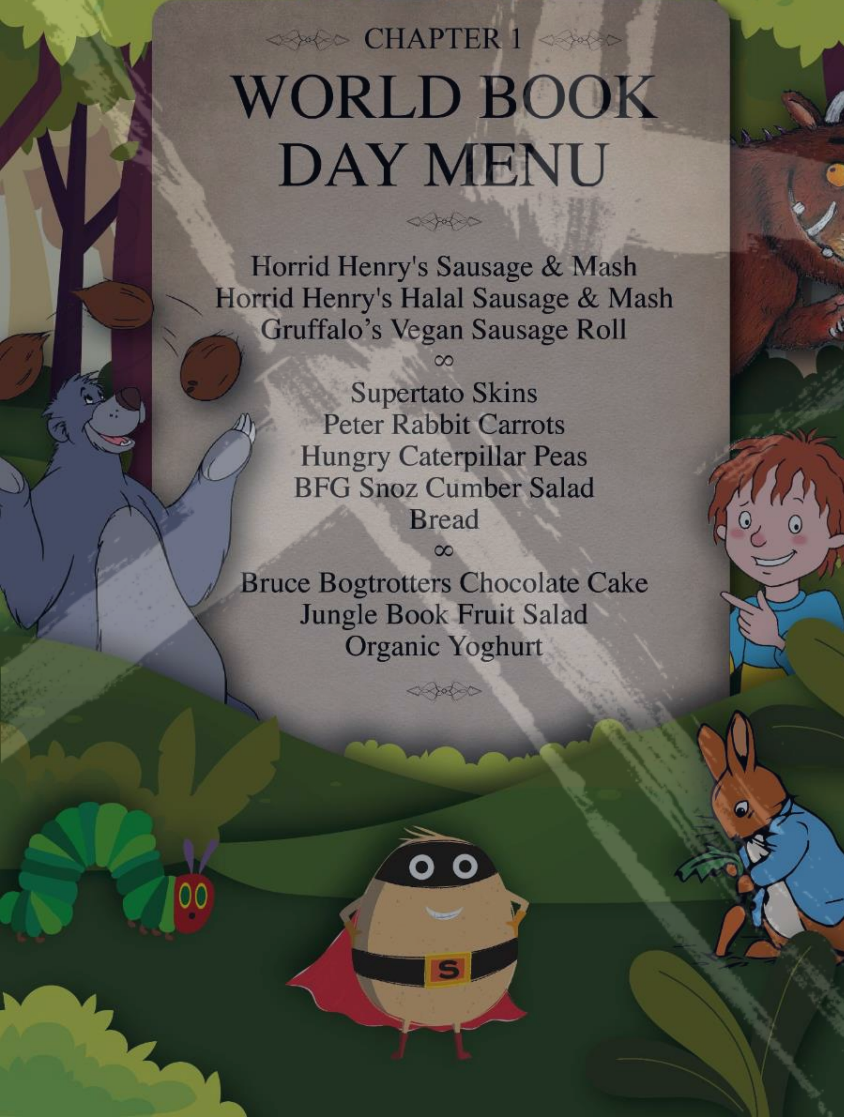 CHAPTER 1
WORLD BOOK
DAY MENU
Horrid Henry's Sausage & Mash
Horrid Henry's Halal Sausage & Mash
Gruffalo’s Vegan Sausage Roll
∞
Supertato Skins
Peter Rabbit Carrots
Hungry Caterpillar Peas
BFG Snoz Cumber Salad
Bread
∞
Bruce Bogtrotters Chocolate Cake
Jungle Book Fruit Salad
Organic Yoghurt
S